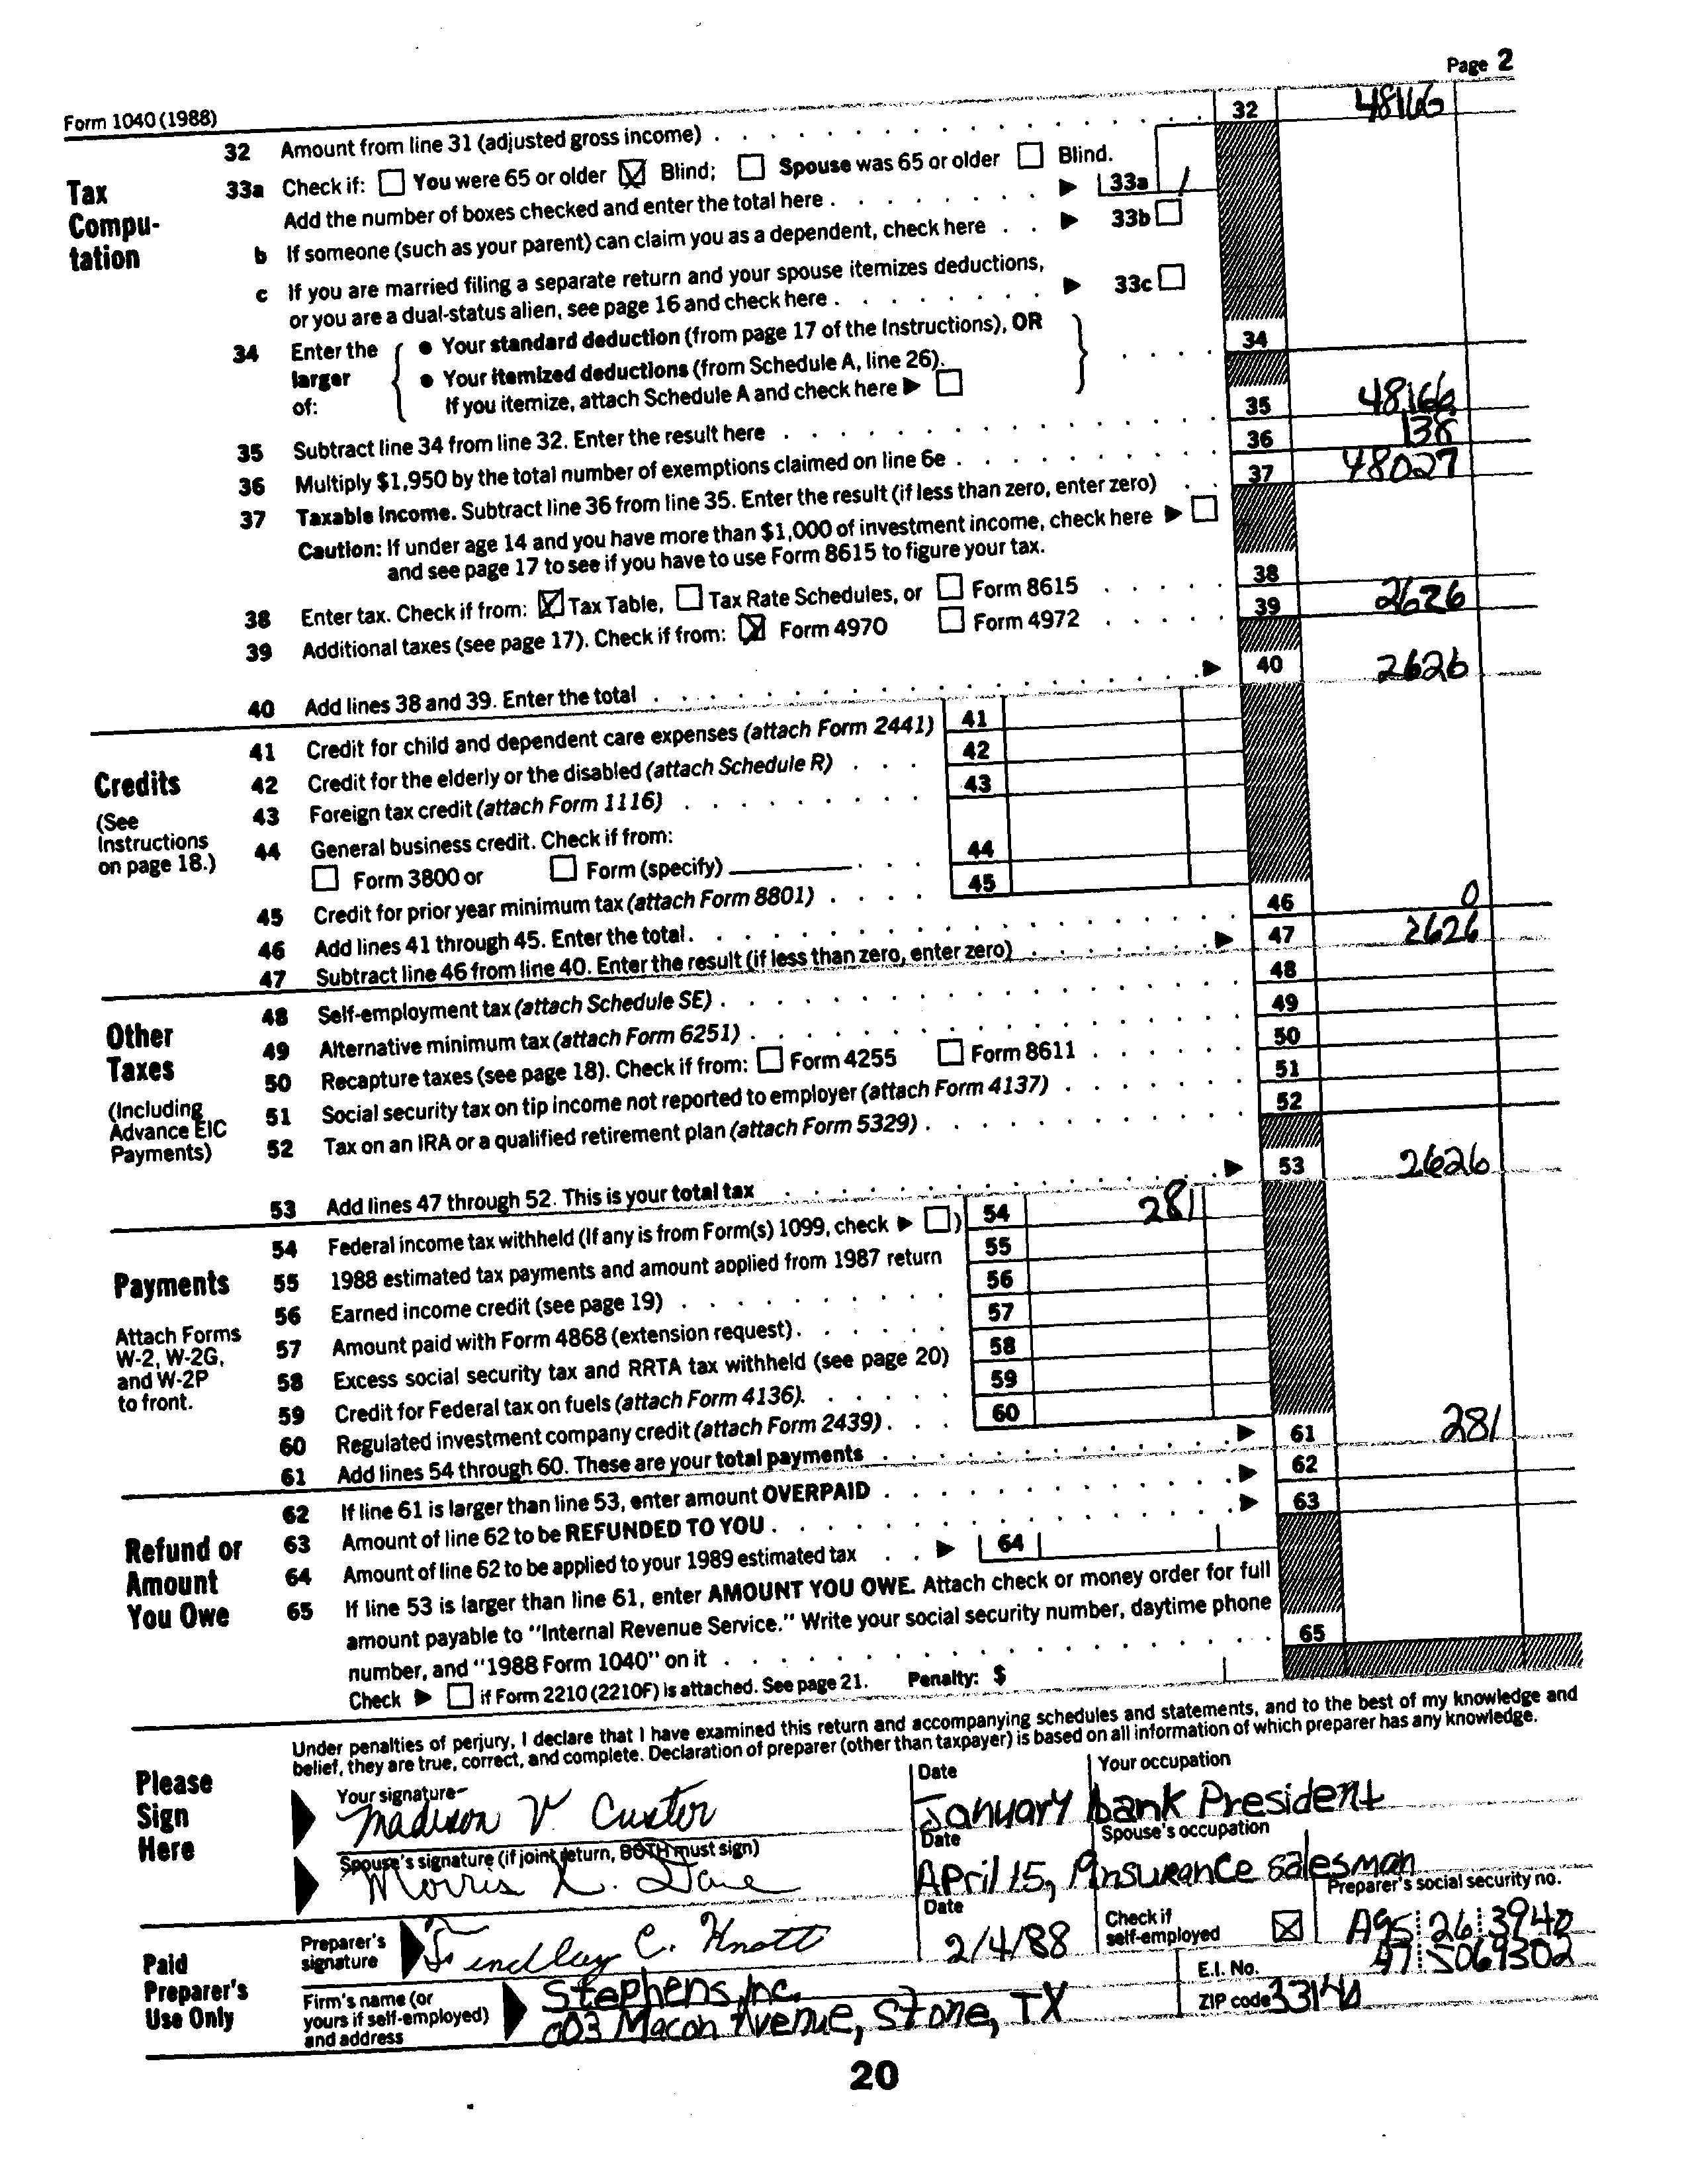 Page 2
Form 1040 (1988)
32 Amount from line 31 (adjusted gross income) 32 48166
Tax Compu-tation
33a Check if: You were 65 or older Blind; Spouse was 65 or older Blind.
Add the number of boxes checked and enter the total here 33a 1
b If someone (such as your parent) can claim you as a dependent, check here 33b
c If you are married filing a separate return and your spouse itemizes deductions,
or you are a dual-status alien, see page 16 and check here 33c
34 Enter the larger of:
• Your standard deduction (from page 17 of the Instructions), OR
• Your itemized deductions (from Schedule A, line 26).
If you itemize, attach Schedule A and check here
34
35 Subtract line 34 from line 32. Enter the result here 35 48166
36 Multiply $1,950 by the total number of exemptions claimed on line 6e 36 138
37 Taxable Income. Subtract line 36 from line 35. Enter the result (if less than zero, enter zero) 37 48027
Caution: If under age 14 and you have more than $1,000 of investment income, check here
and see page 17 to see if you have to use Form 8615 to figure your tax.
38 Enter tax. Check if from: Tax Table, Tax Rate Schedules, or Form 8615 38
39 Additional taxes (see page 17). Check if from: Form 4970 Form 4972 39 2626
40 Add lines 38 and 39. Enter the total 40 2626
Credits
(See Instructions on page 18.)
41 Credit for child and dependent care expenses (attach Form 2441) 41
42 Credit for the elderly or the disabled (attach Schedule R) 42
43 Foreign tax credit (attach Form 1116) 43
44 General business credit. Check if from:
Form 3800 or Form (specify) 44
45 Credit for prior year minimum tax (attach Form 8801) 45
46 Add lines 41 through 45. Enter the total 46 0
47 Subtract line 46 from line 40. Enter the result (if less than zero, enter zero) 47 2626
Other Taxes
(Including Advance EIC Payments)
48 Self-employment tax (attach Schedule SE) 48
49 Alternative minimum tax (attach Form 6251) 49
50 Recapture taxes (see page 18). Check if from: Form 4255 Form 8611 50
51 Social security tax on tip income not reported to employer (attach Form 4137) 51
52 Tax on an IRA or a qualified retirement plan (attach Form 5329) 52
53 Add lines 47 through 52. This is your total tax 53 2626
Payments
Attach Forms W-2, W-2G, and W-2P to front.
54 Federal income tax withheld (If any is from Form(s) 1099, check ) 54 281
55 1988 estimated tax payments and amount applied from 1987 return 55
56 Earned income credit (see page 19) 56
57 Amount paid with Form 4868 (extension request) 57
58 Excess social security tax and RRTA tax withheld (see page 20) 58
59 Credit for Federal tax on fuels (attach Form 4136) 59
60 Regulated investment company credit (attach Form 2439) 60
61 Add lines 54 through 60. These are your total payments 61 281
Refund or Amount You Owe
62 If line 61 is larger than line 53, enter amount OVERPAID 62
63 Amount of line 62 to be REFUNDED TO YOU 63
64 Amount of line 62 to be applied to your 1989 estimated tax 64
65 If line 53 is larger than line 61, enter AMOUNT YOU OWE. Attach check or money order for full
amount payable to "Internal Revenue Service." Write your social security number, daytime phone
number, and "1988 Form 1040" on it 65
Check if Form 2210 (2210F) is attached. See page 21. Penalty: $
Please Sign Here
Under penalties of perjury, I declare that I have examined this return and accompanying schedules and statements, and to the best of my knowledge and
belief, they are true, correct, and complete. Declaration of preparer (other than taxpayer) is based on all information of which preparer has any knowledge.
Your signature Date Your occupation
Madison V. Custer January bank President
Spouse's signature (if joint return, BOTH must sign) Date Spouse's occupation
Morris L. Dane April 15, Insurance salesman
Paid Preparer's Use Only
Preparer's signature Date Check if self-employed Preparer's social security no.
Findley C. Knott 2/4/88 A95 26 3940
Firm's name (or yours if self-employed) and address
Stephens, Inc. E.I. No. A7 5069302
003 Macon Avenue, Stone, TX ZIP code 33140
20